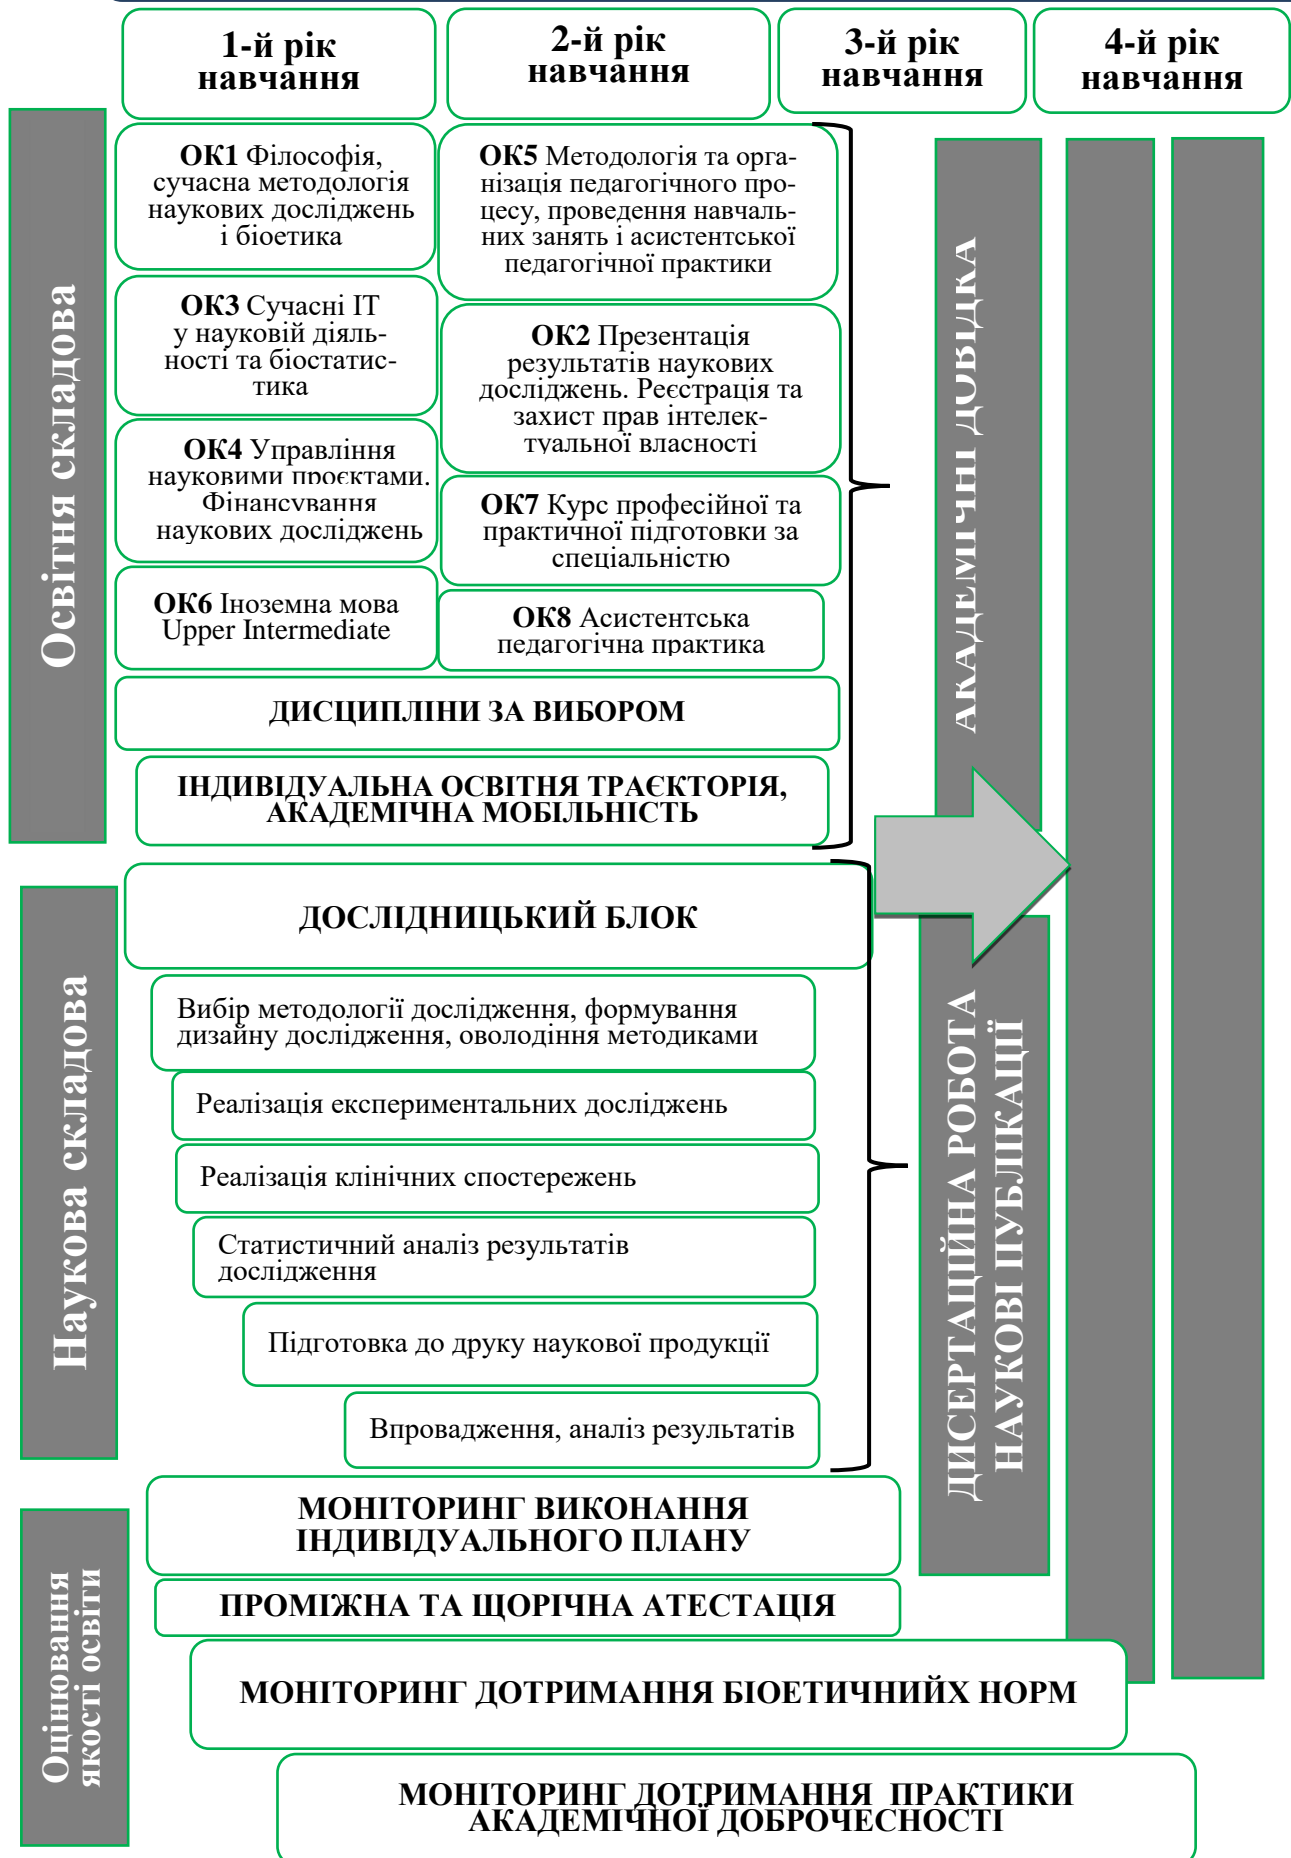 1-й рік
навчання
2-й рік
навчання
3-й рік
навчання
4-й рік
навчання
Освітня складова
ОК1 Філософія,
сучасна методологія
наукових досліджень
і біоетика
ОК3 Сучасні ІТ
у науковій діяль-
ності та біостатис-
тика
ОК4 Управління
науковими проєктами.
Фінансування
наукових досліджень
ОК6 Іноземна мова
Upper Intermediate
ОК5 Методологія та орга-
нізація педагогічного про-
цесу, проведення навчаль-
них занять і асистентської
педагогічної практики
ОК2 Презентація
результатів наукових
досліджень. Реєстрація та
захист прав інтелек-
туальної власності
ОК7 Курс професійної та
практичної підготовки за
спеціальністю
ОК8 Асистентська
педагогічна практика
ДИСЦИПЛІНИ ЗА ВИБОРОМ
ІНДИВІДУАЛЬНА ОСВІТНЯ ТРАЄКТОРІЯ,
АКАДЕМІЧНА МОБІЛЬНІСТЬ
АКАДЕМІЧНІ ДОВІДКА
Наукова складова
ДОСЛІДНИЦЬКИЙ БЛОК
Вибір методології дослідження, формування
дизайну дослідження, оволодіння методиками
Реалізація експериментальних досліджень
Реалізація клінічних спостережень
Статистичний аналіз результатів
дослідження
Підготовка до друку наукової продукції
Впровадження, аналіз результатів
ДИСЕРТАЦІЙНА РОБОТА
НАУКОВІ ПУБЛІКАЦІЇ
Оцінювання
якості освіти
МОНІТОРИНГ ВИКОНАННЯ
ІНДИВІДУАЛЬНОГО ПЛАНУ
ПРОМІЖНА ТА ЩОРІЧНА АТЕСТАЦІЯ
МОНІТОРИНГ ДОТРИМАННЯ БІОЕТИЧНИЙХ НОРМ
МОНІТОРИНГ ДОТРИМАННЯ ПРАКТИКИ
АКАДЕМІЧНОЇ ДОБРОЧЕСНОСТІ